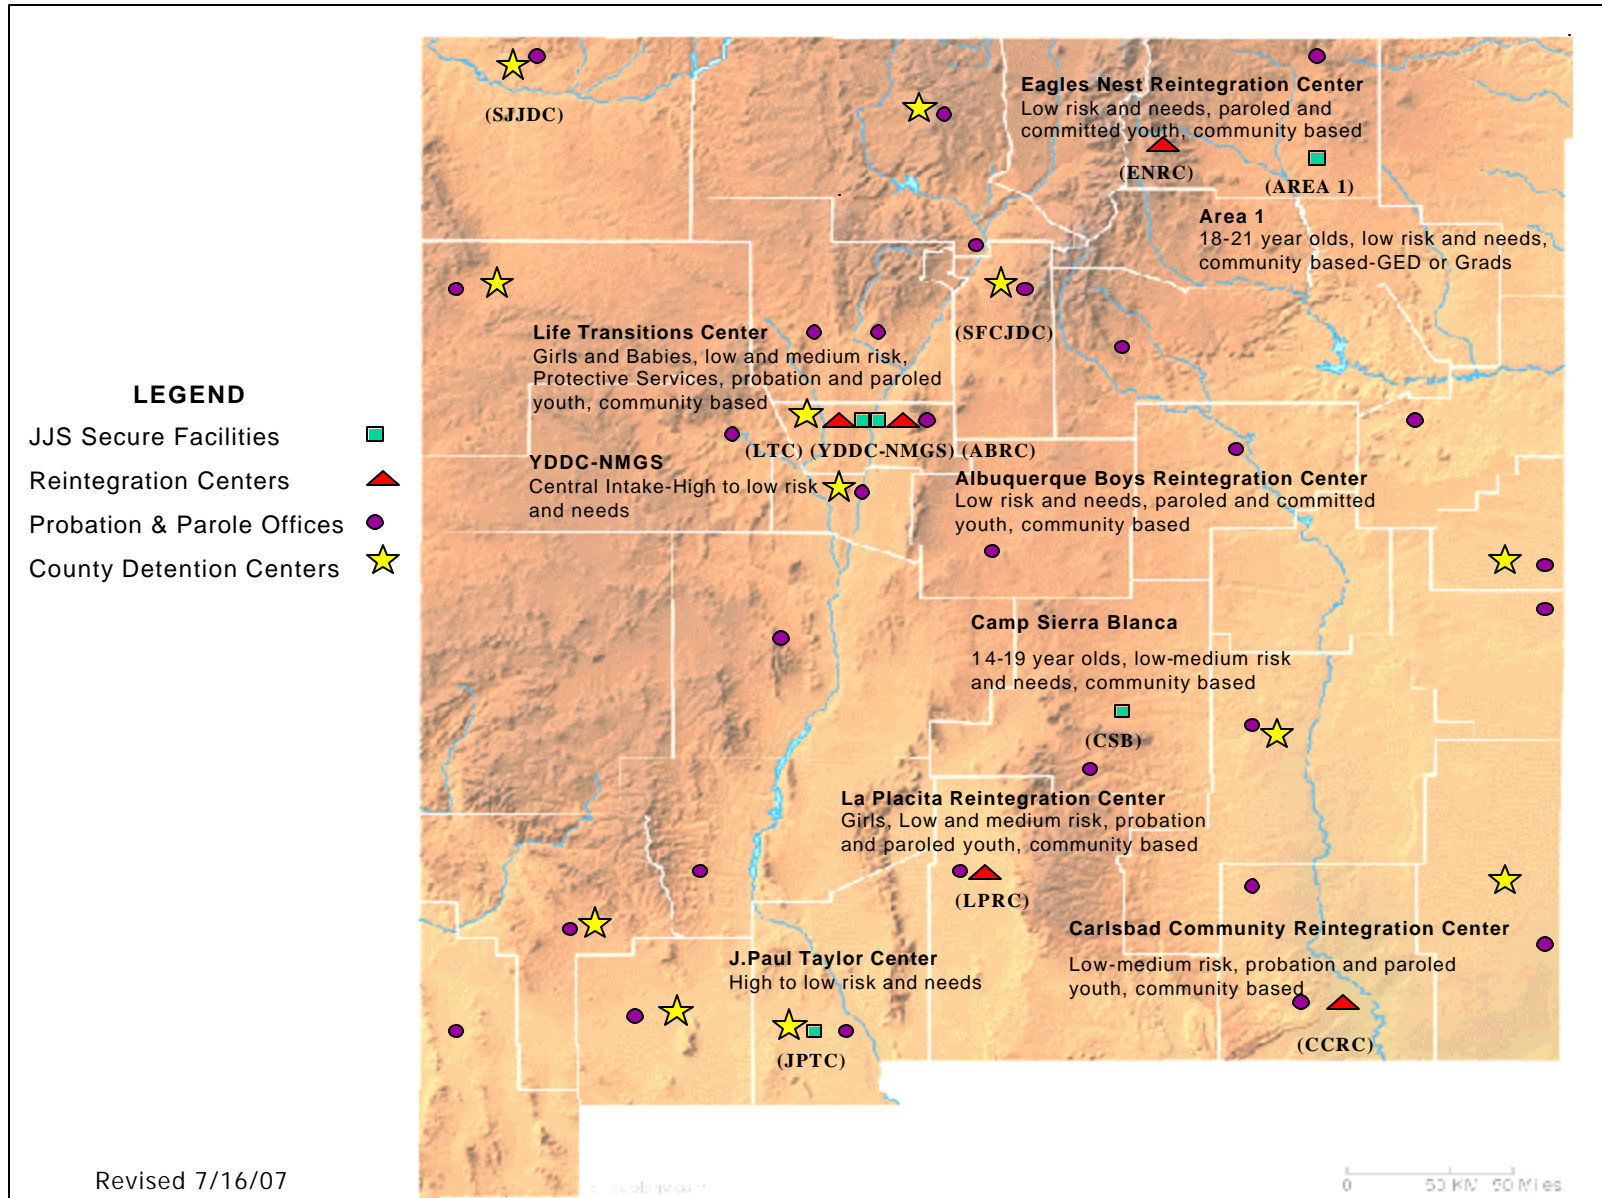 (SJJDC)
Eagles Nest Reintegration Center
Low risk and needs, paroled and
committed youth, community based
(ENRC)
(AREA 1)
Area 1
18-21 year olds, low risk and needs,
community based-GED or Grads
(SFCJDC)
Life Transitions Center
Girls and Babies, low and medium risk,
Protective Services, probation and paroled
youth, community based
LEGEND
JJS Secure Facilities
Reintegration Centers
Probation & Parole Offices
County Detention Centers
(LTC) (YDDC-NMGS) (ABRC)
YDDC-NMGS
Central Intake-High to low risk
and needs
Albuquerque Boys Reintegration Center
Low risk and needs, paroled and committed
youth, community based
Camp Sierra Blanca
14-19 year olds, low-medium risk
and needs, community based
(CSB)
La Placita Reintegration Center
Girls, Low and medium risk, probation
and paroled youth, community based
(LPRC)
Carlsbad Community Reintegration Center
Low-medium risk, probation and paroled
youth, community based
(CCRC)
J.Paul Taylor Center
High to low risk and needs
(JPTC)
Revised 7/16/07
0 50 KM 50 Miles